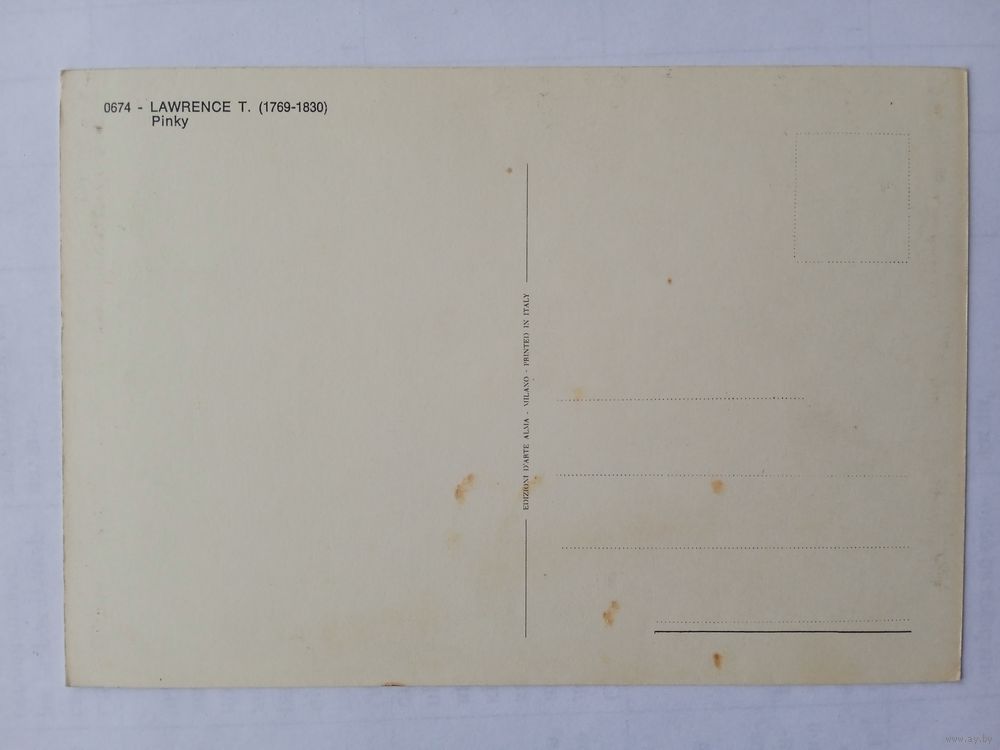 0674 - LAWRENCE T. (1769-1830)
Pinky
EDIZIONI D'ARTE ALMA - MILANO - PRINTED IN ITALY
www.ay.by